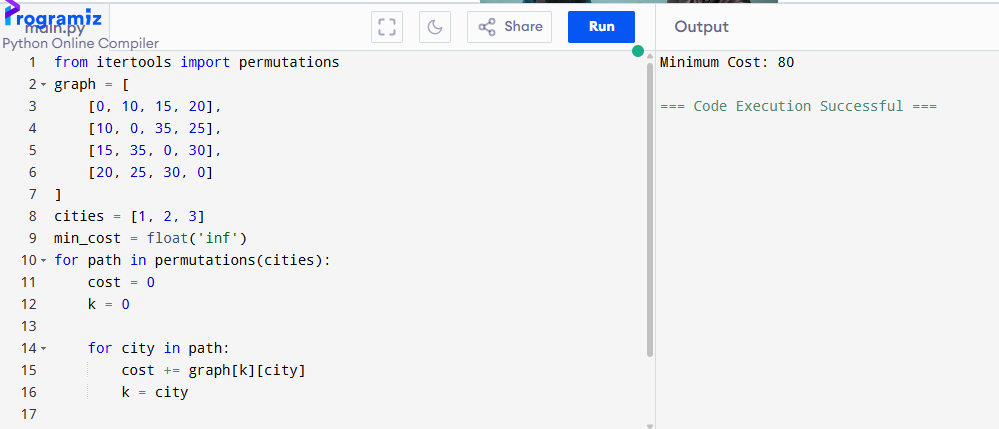 Programiz
main.py
Python Online Compiler
Share
Run
Output
1 from itertools import permutations
2 graph = [
3     [0, 10, 15, 20],
4     [10, 0, 35, 25],
5     [15, 35, 0, 30],
6     [20, 25, 30, 0]
7 ]
8 cities = [1, 2, 3]
9 min_cost = float('inf')
10 for path in permutations(cities):
11     cost = 0
12     k = 0
13
14     for city in path:
15         cost += graph[k][city]
16         k = city
17
Minimum Cost: 80
=== Code Execution Successful ===